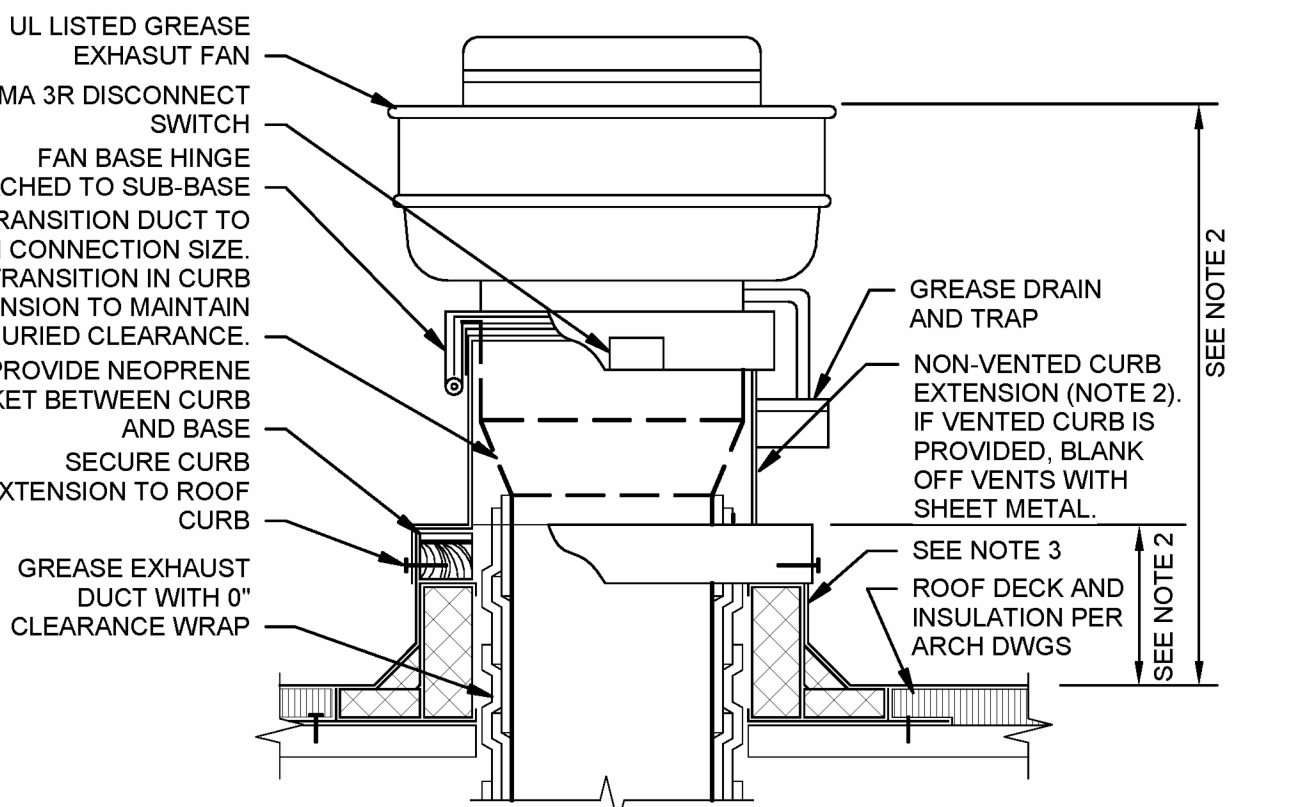 UL LISTED GREASE
EXHASUT FAN
MA 3R DISCONNECT
SWITCH
FAN BASE HINGE
CHED TO SUB-BASE
RANSITION DUCT TO
CONNECTION SIZE.
TRANSITION IN CURB
NSION TO MAINTAIN
URIED CLEARANCE.
PROVIDE NEOPRENE
KET BETWEEN CURB
AND BASE
SECURE CURB
XTENSION TO ROOF
CURB
GREASE EXHAUST
DUCT WITH 0"
CLEARANCE WRAP
GREASE DRAIN
AND TRAP
NON-VENTED CURB
EXTENSION (NOTE 2).
IF VENTED CURB IS
PROVIDED, BLANK
OFF VENTS WITH
SHEET METAL.
SEE NOTE 3
ROOF DECK AND
INSULATION PER
ARCH DWGS
SEE NOTE 2
SEE NOTE 2